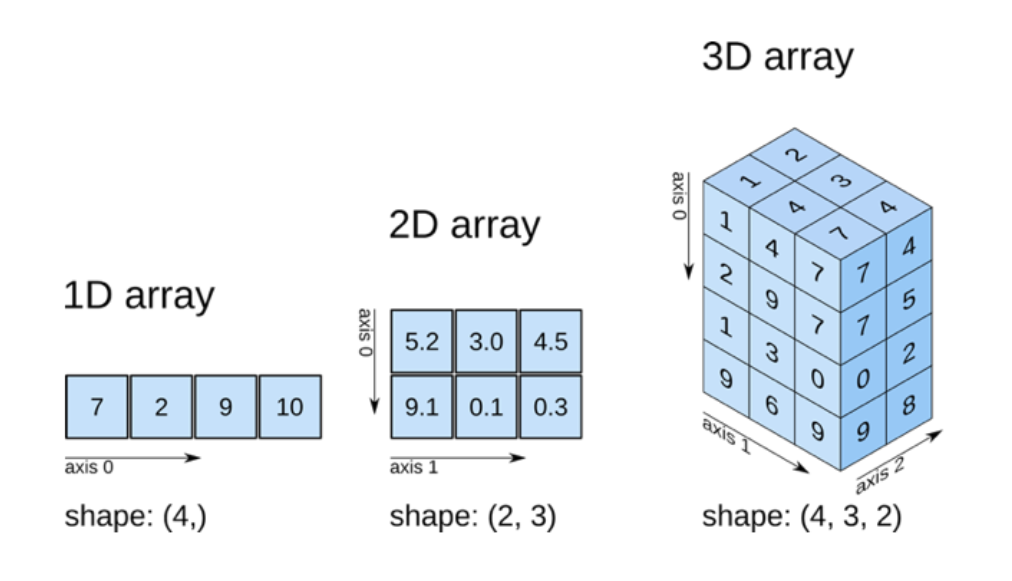 1D array
7 2 9 10
axis 0
shape: (4,)
2D array
axis 0
5.2 3.0 4.5
9.1 0.1 0.3
axis 1
shape: (2, 3)
3D array
axis 0
2
1 3
4 4
7
1 4 7 7 4
2 9 7 7 5
1 3 0 0 2
9 6 9 9 8
axis 1
axis 2
shape: (4, 3, 2)